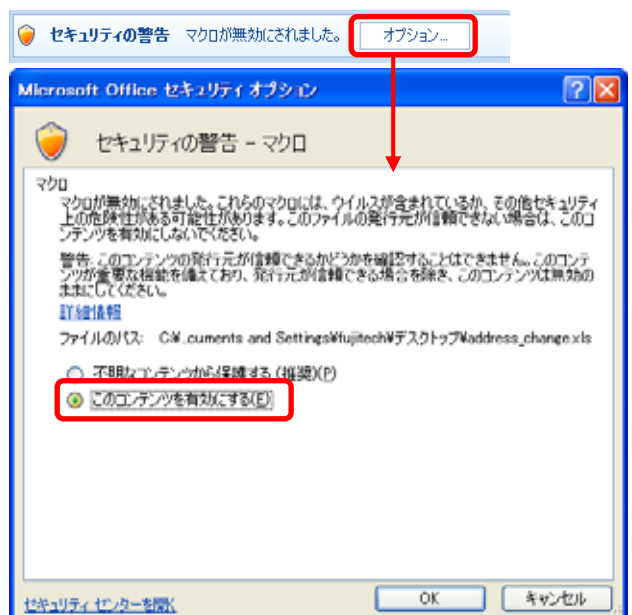 セキュリティの警告 マクロが無効にされました。 オプション...
Microsoft Office セキュリティ オプション
セキュリティの警告 - マクロ
マクロ
マクロが無効にされました。これらのマクロには、ウイルスが含まれているか、その他セキュリティ
上の危険性がある可能性があります。このファイルの発行元が信頼できない場合は、このコ
ンテンツを有効にしないでください。
警告: このコンテンツの発行元が信頼できるかどうかを確認することはできません。このコンテ
ンツが重要な機能を備えており、発行元が信頼できる場合を除き、このコンテンツは無効の
ままにしてください。
詳細情報
ファイルのパス: C:¥..cuments and Settings¥fujitech¥デスクトップ¥address_change.xls
不明なコンテンツから保護する (推奨)(P)
このコンテンツを有効にする(E)
セキュリティ センターを開く
OK キャンセル